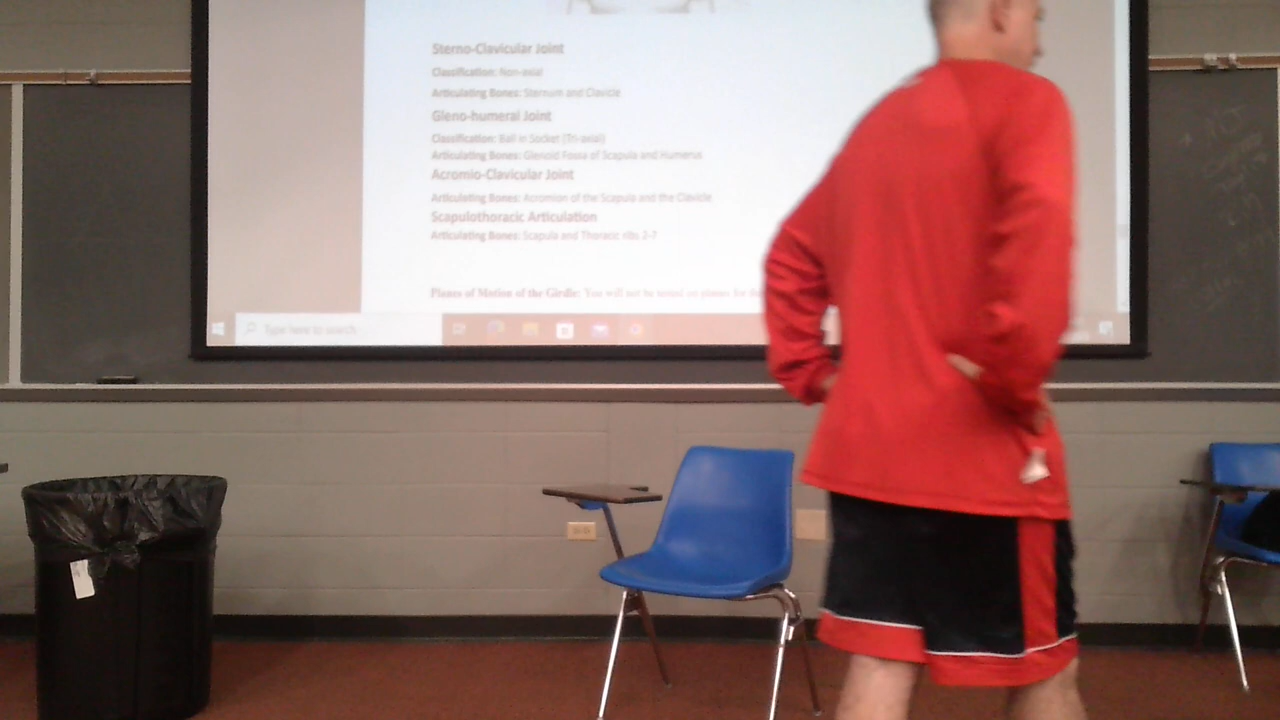 Sterno-Clavicular Joint
Classification: Non-axial
Articulating Bones: Sternum and Clavicle
Gleno-humeral Joint
Classification: Ball in Socket (Tri-axial)
Articulating Bones: Glenoid Fossa of Scapula and Humerus
Acromio-Clavicular Joint
Articulating Bones: Acromion of the Scapula and the Clavicle
Scapulothoracic Articulation
Articulating Bones: Scapula and Thoracic ribs 2-7
Planes of Motion of the Girdle: You will not be tested on planes for
Type here to search